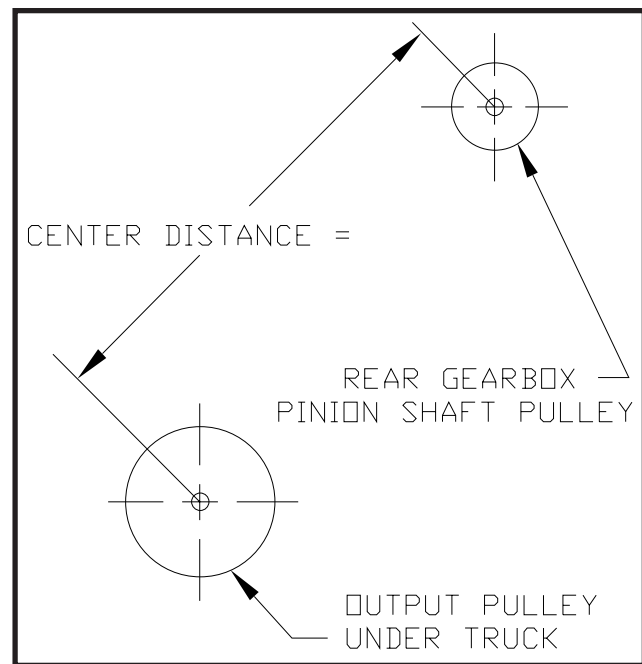 CENTER DISTANCE =
REAR GEARBOX
PINION SHAFT PULLEY
OUTPUT PULLEY
UNDER TRUCK